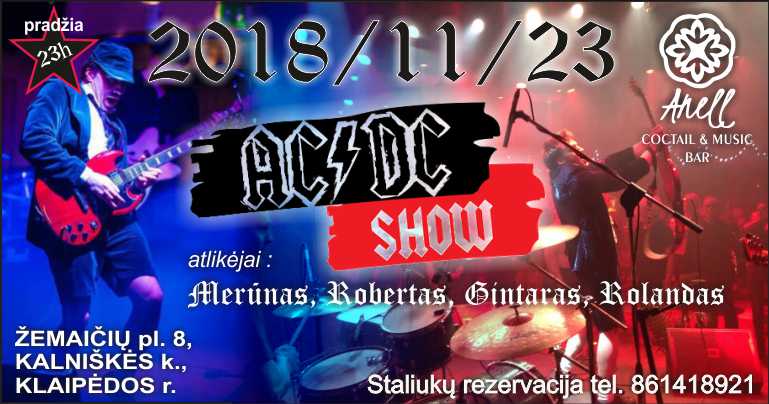 pradžia
23h
2018/11/23
Anell
COCTAIL & MUSIC
BAR
AC/DC
SHOW
atlikėjai :
Merūnas, Robertas, Gintaras, Rolandas
ŽEMAIČIŲ pl. 8,
KALNIŠKĖS k.,
KLAIPĖDOS r.
Staliukų rezervacija tel. 861418921